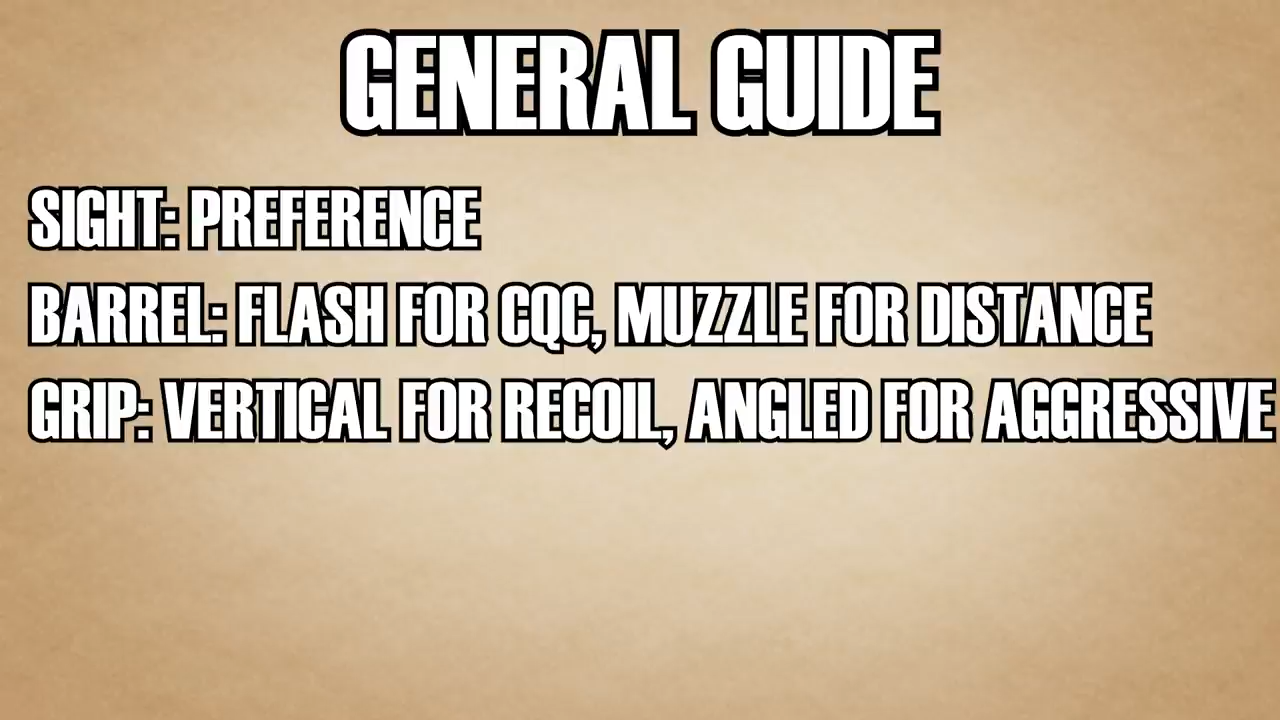 GENERAL GUIDE
SIGHT: PREFERENCE
BARREL: FLASH FOR CQC, MUZZLE FOR DISTANCE
GRIP: VERTICAL FOR RECOIL, ANGLED FOR AGGRESSIVE